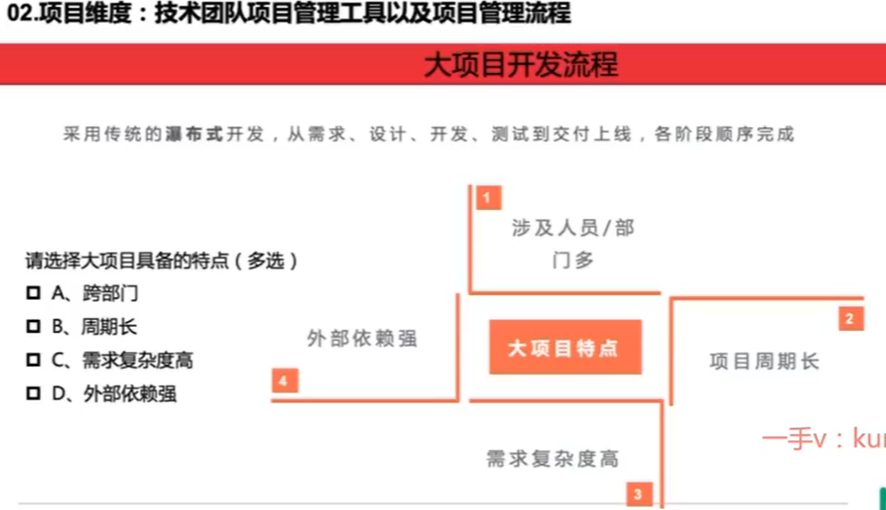 02.项目维度：技术团队项目管理工具以及项目管理流程
大项目开发流程
采用传统的瀑布式开发，从需求、设计、开发、测试到交付上线，各阶段顺序完成
请选择大项目具备的特点（多选）
A、跨部门
B、周期长
C、需求复杂度高
D、外部依赖强
1
涉及人员/部
门多
大项目特点
2
项目周期长
需求复杂度高
3
外部依赖强
4
一手v：kur